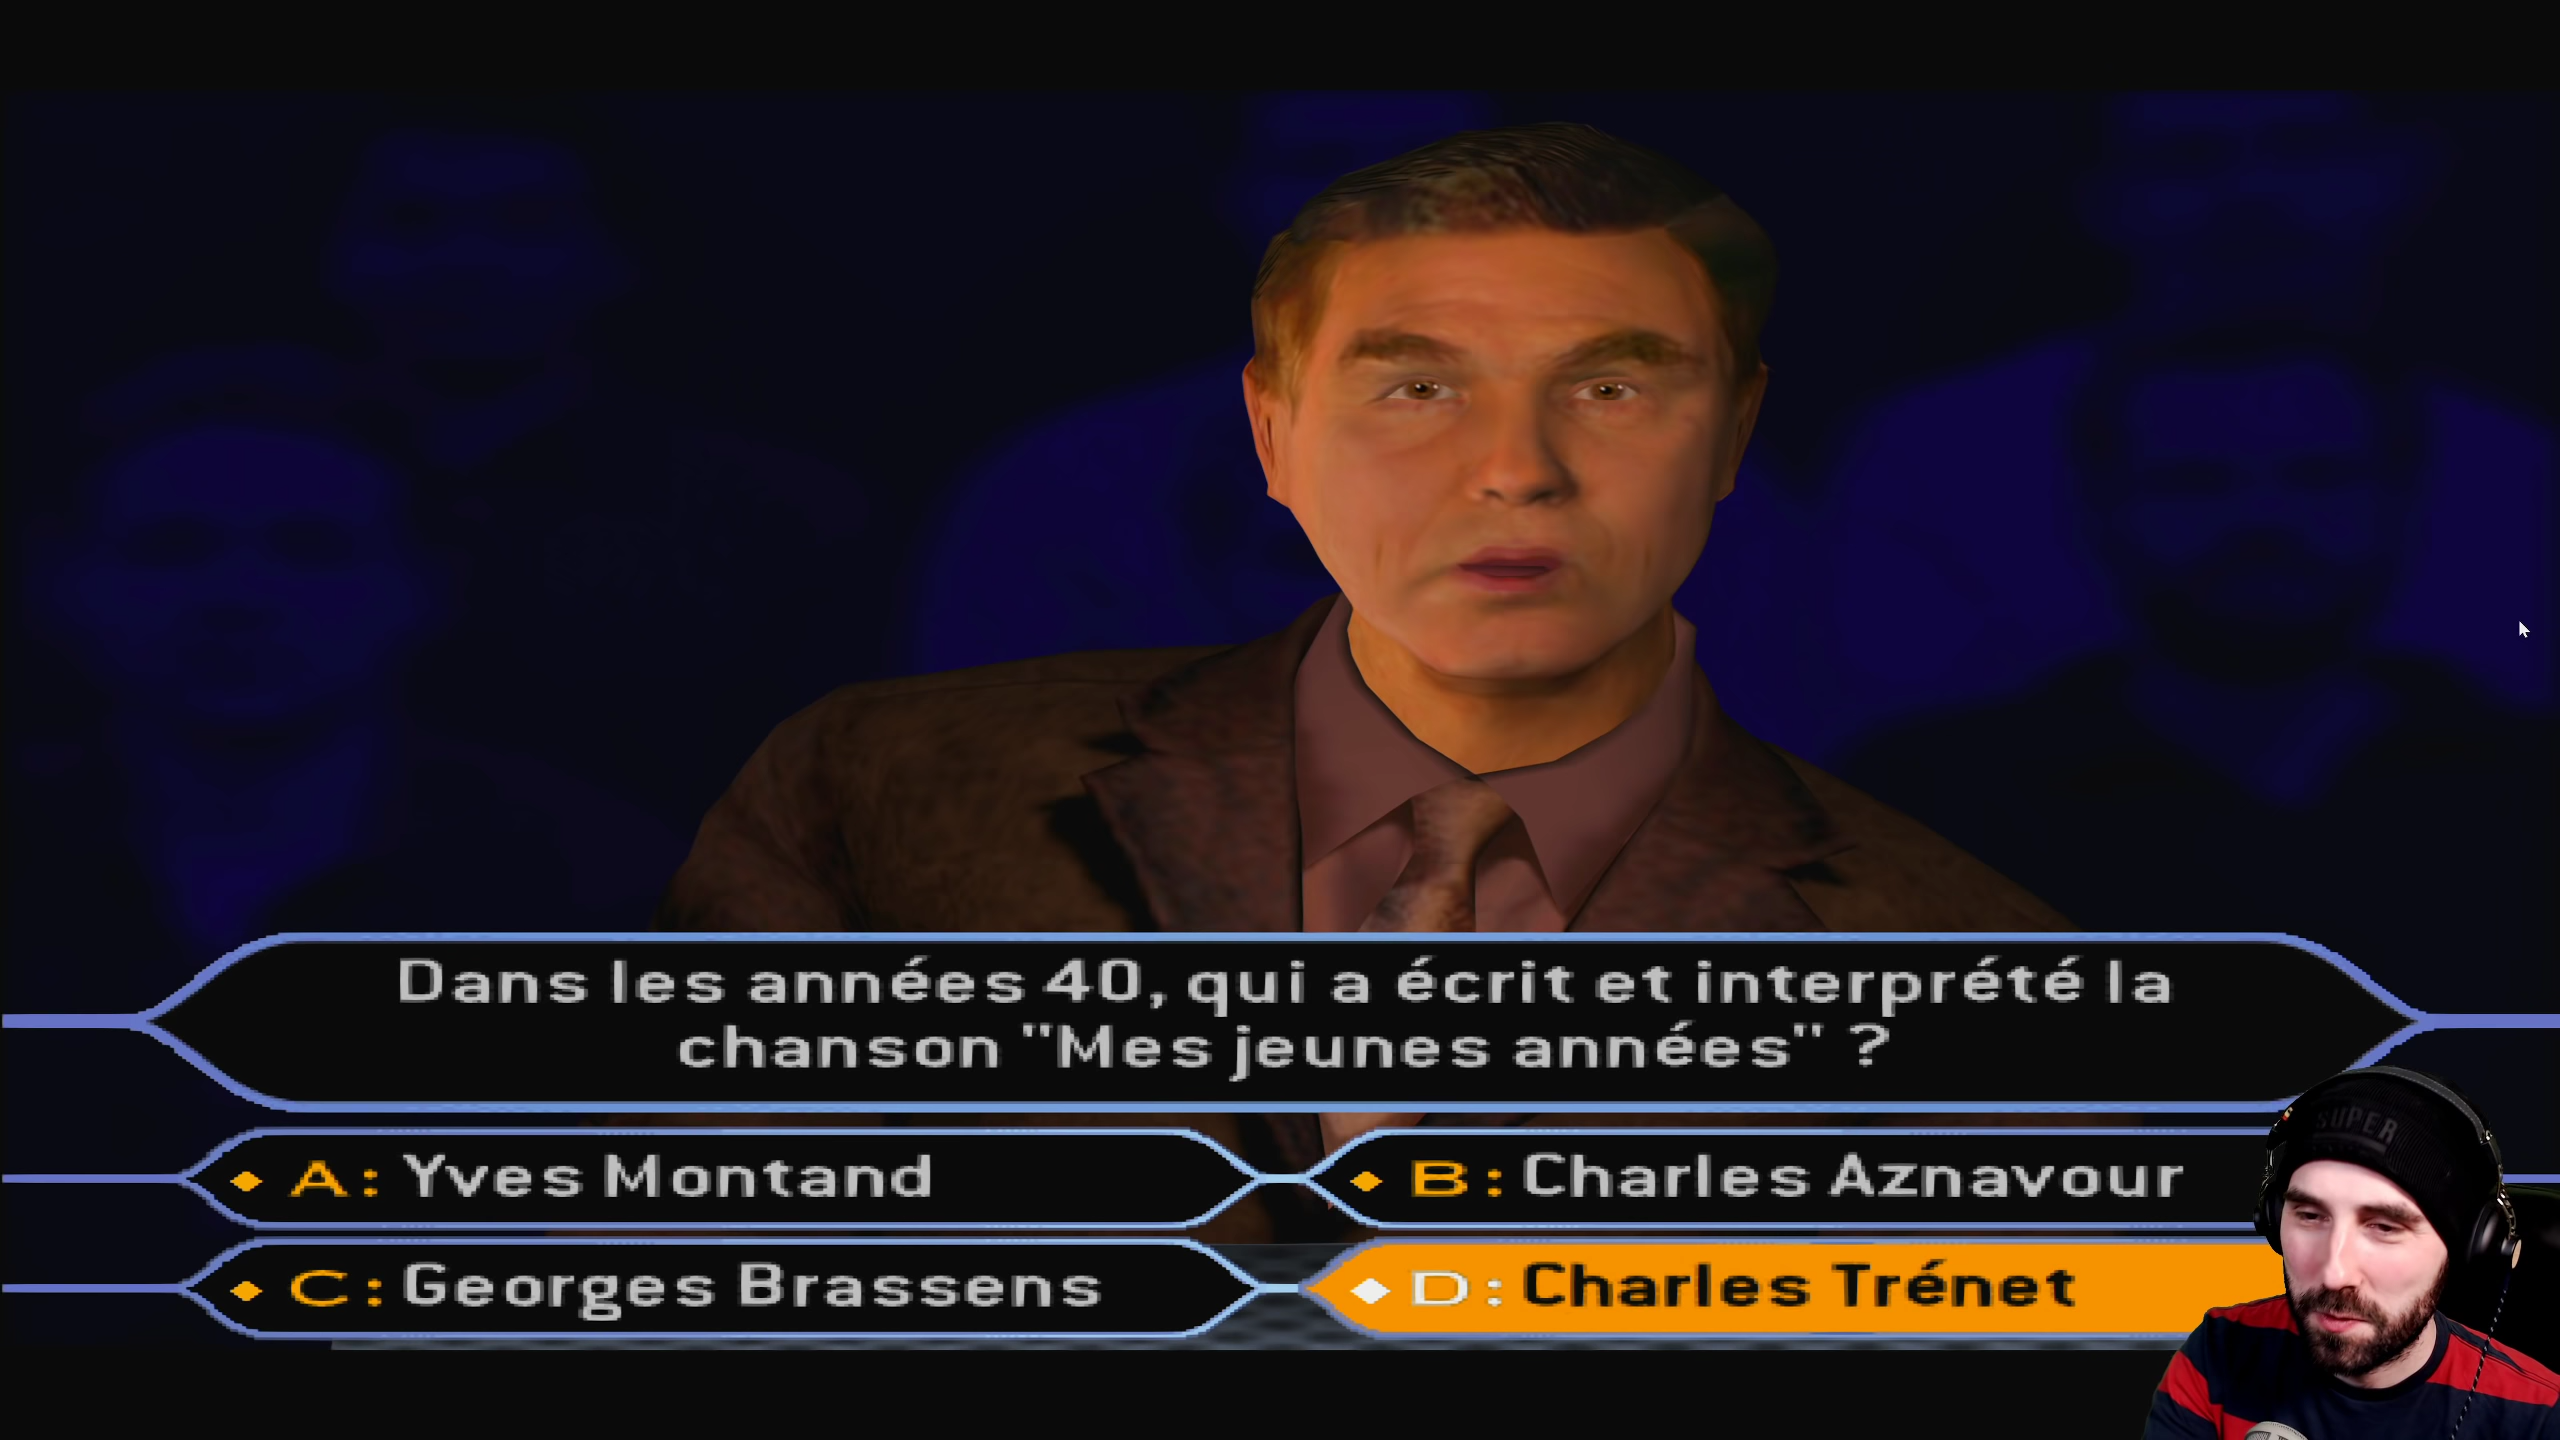 Dans les années 40, qui a écrit et interprété la
chanson "Mes jeunes années" ?
A: Yves Montand
B: Charles Aznavour
C: Georges Brassens
D: Charles Trénet
SUPER